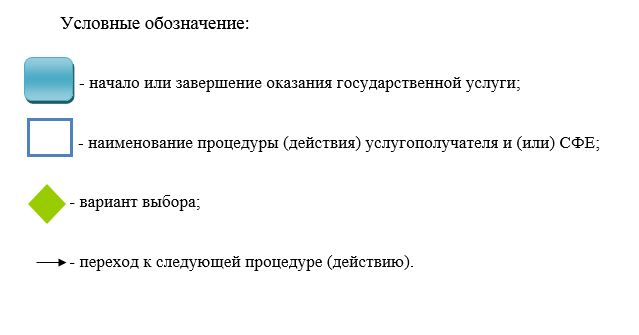 Условные обозначение:
- начало или завершение оказания государственной услуги;
- наименование процедуры (действия) услугополучателя и (или) СФЕ;
- вариант выбора;
- переход к следующей процедуре (действию).